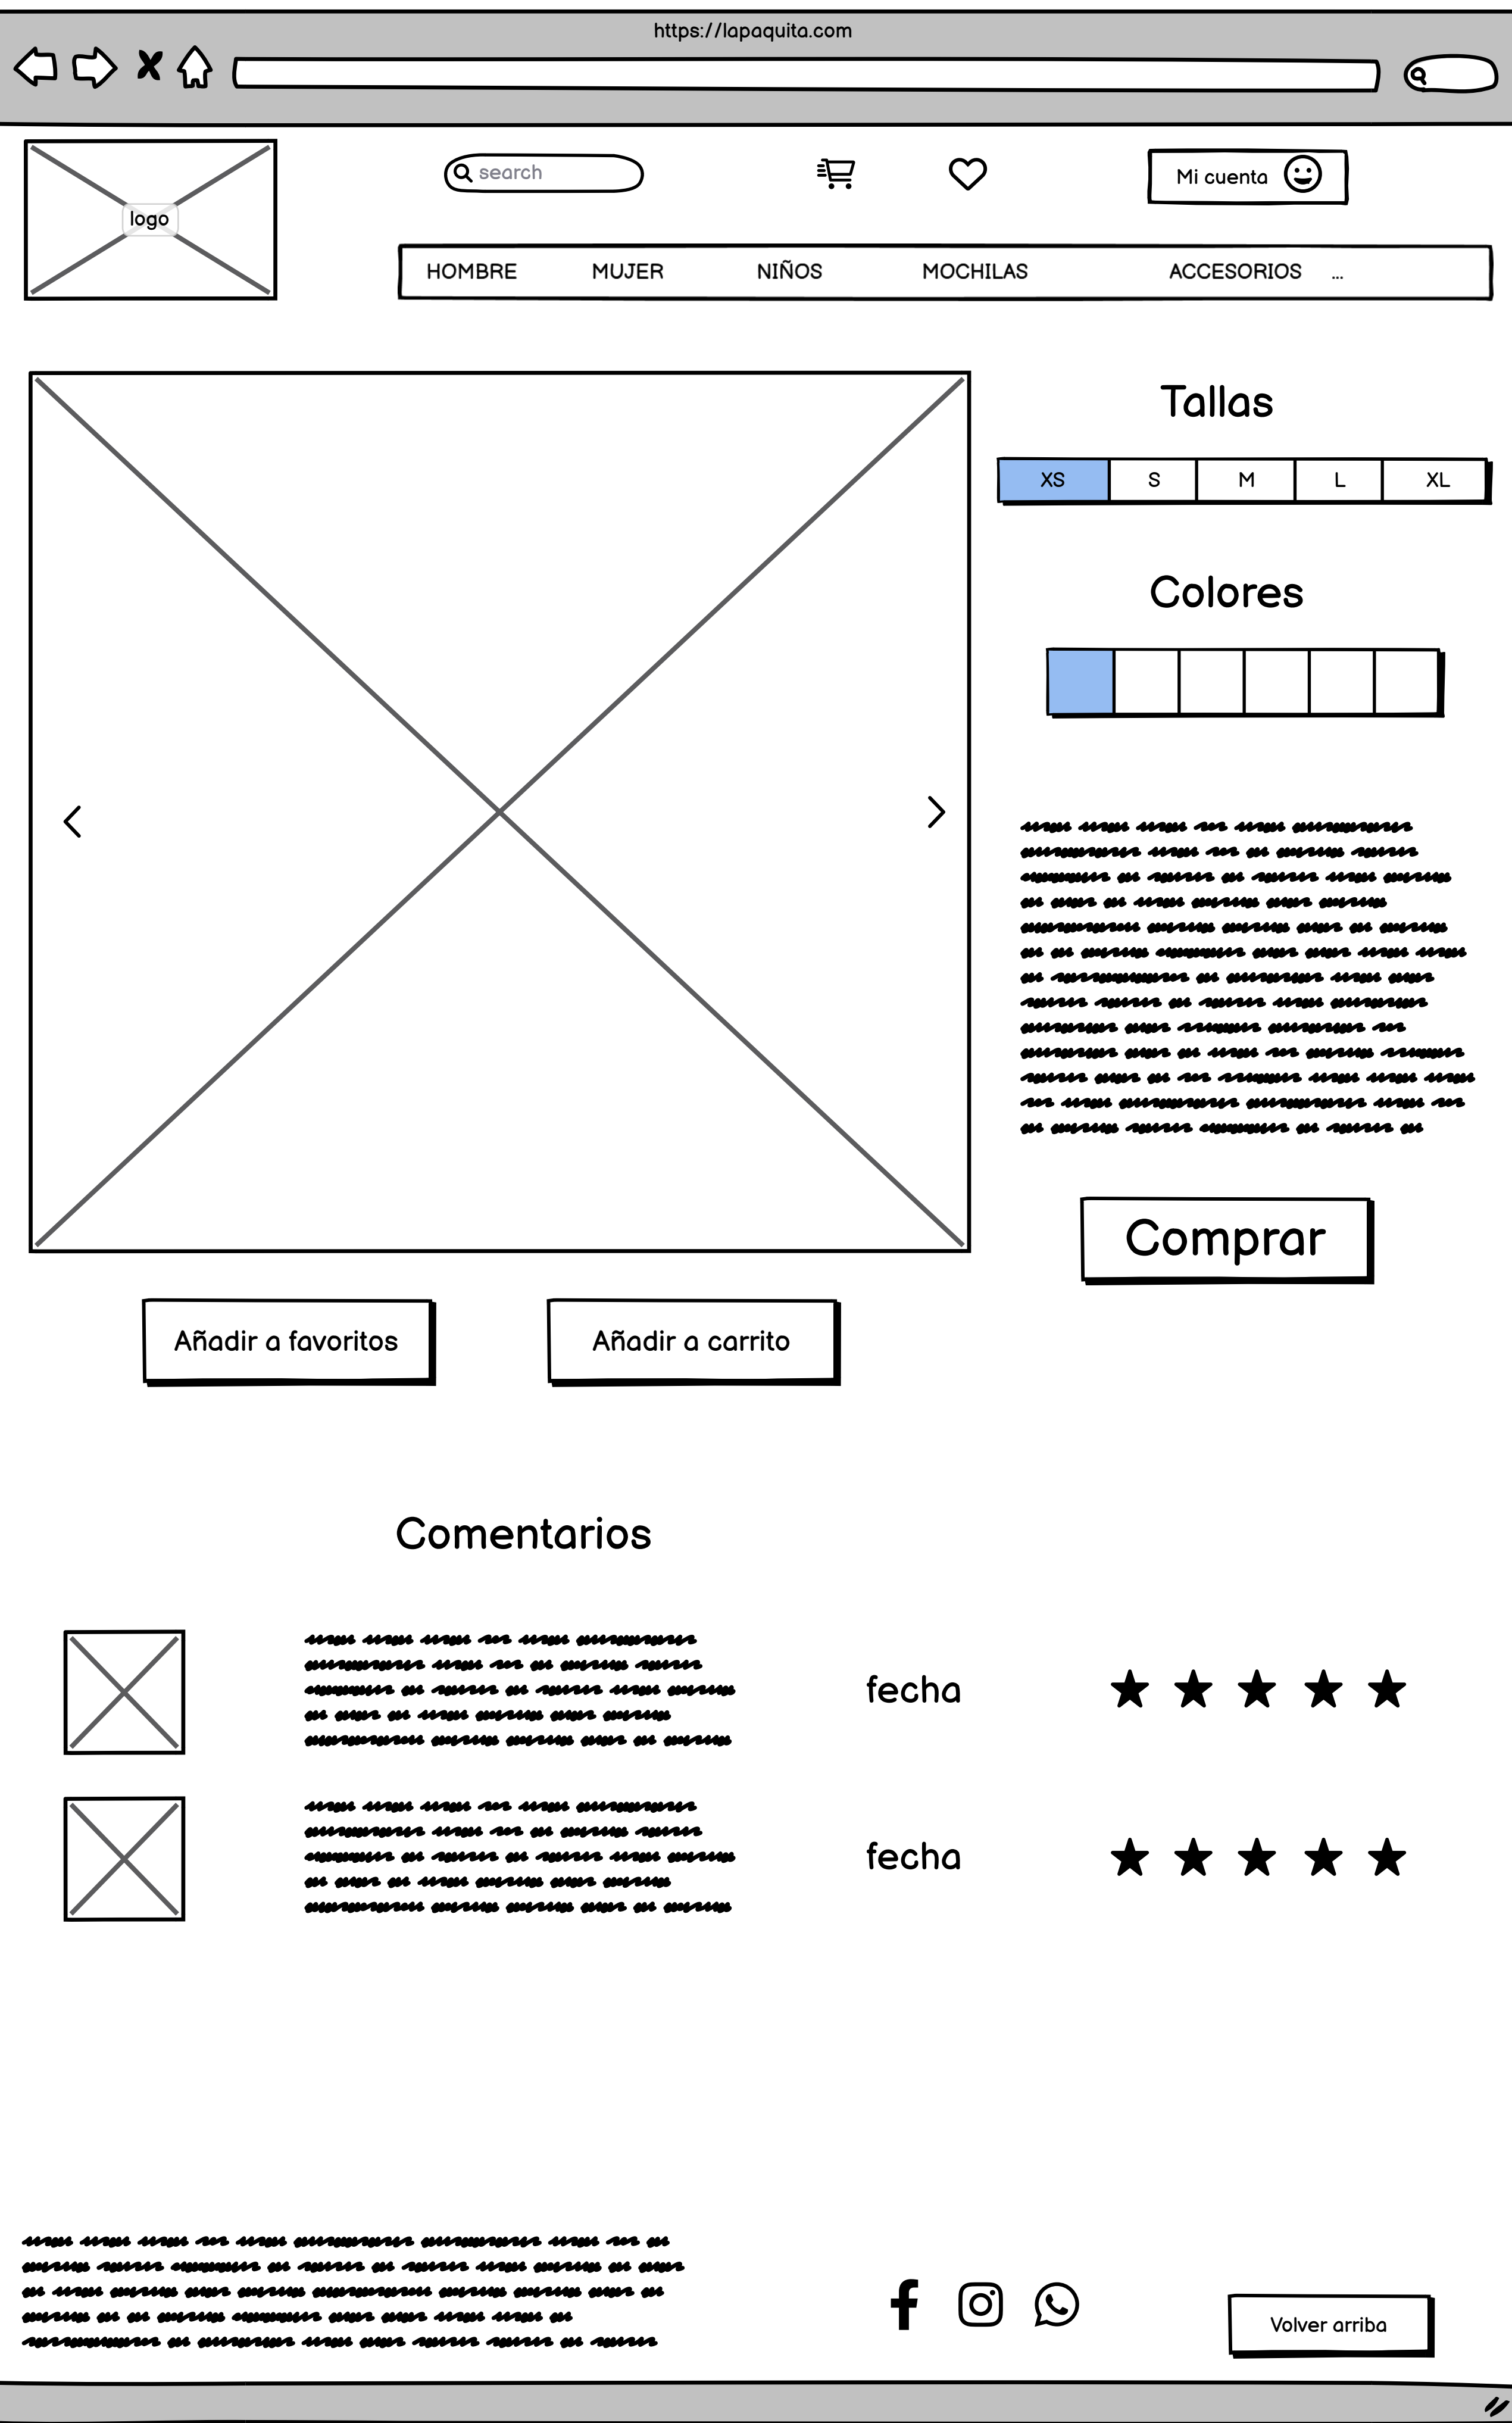 https://lapaquita.com
search
Mi cuenta
logo
HOMBRE MUJER NIÑOS MOCHILAS ACCESORIOS ...
Tallas
XS S M L XL
Colores
Comprar
Añadir a favoritos Añadir a carrito
Comentarios
fecha
fecha
Volver arriba